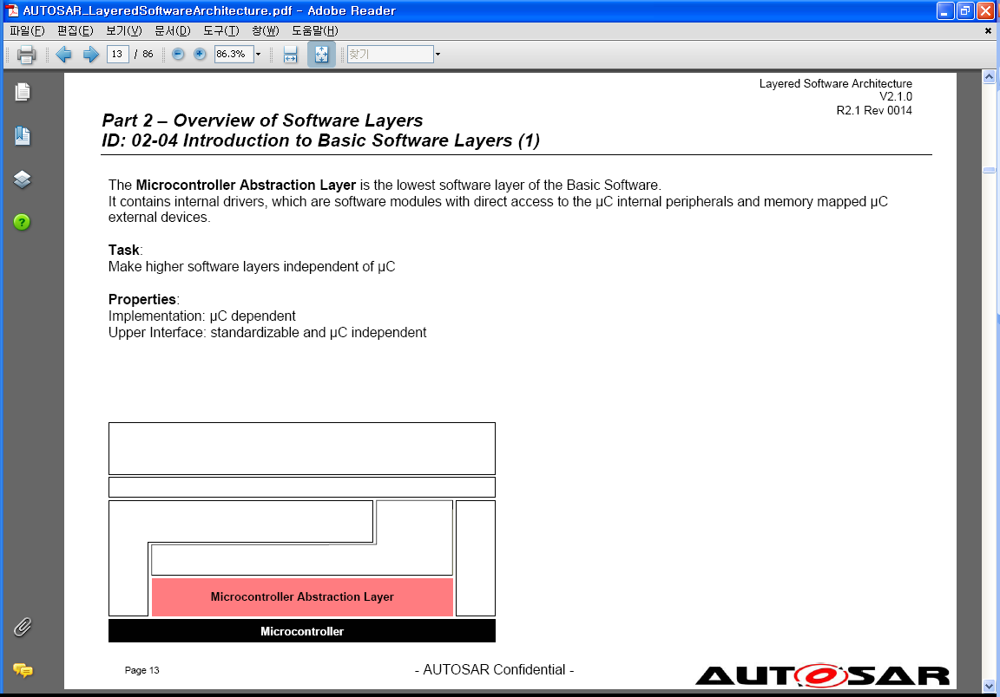 AUTOSAR_LayeredSoftwareArchitecture.pdf - Adobe Reader
파일(F) 편집(E) 보기(V) 문서(D) 도구(T) 창(W) 도움말(H)
13 / 86 86.3% 찾기
Layered Software Architecture
V2.1.0
R2.1 Rev 0014
Part 2 – Overview of Software Layers
ID: 02-04 Introduction to Basic Software Layers (1)
The Microcontroller Abstraction Layer is the lowest software layer of the Basic Software.
It contains internal drivers, which are software modules with direct access to the µC internal peripherals and memory mapped µC
external devices.
Task:
Make higher software layers independent of µC
Properties:
Implementation: µC dependent
Upper Interface: standardizable and µC independent
Microcontroller Abstraction Layer
Microcontroller
Page 13
- AUTOSAR Confidential -
AUTOSAR